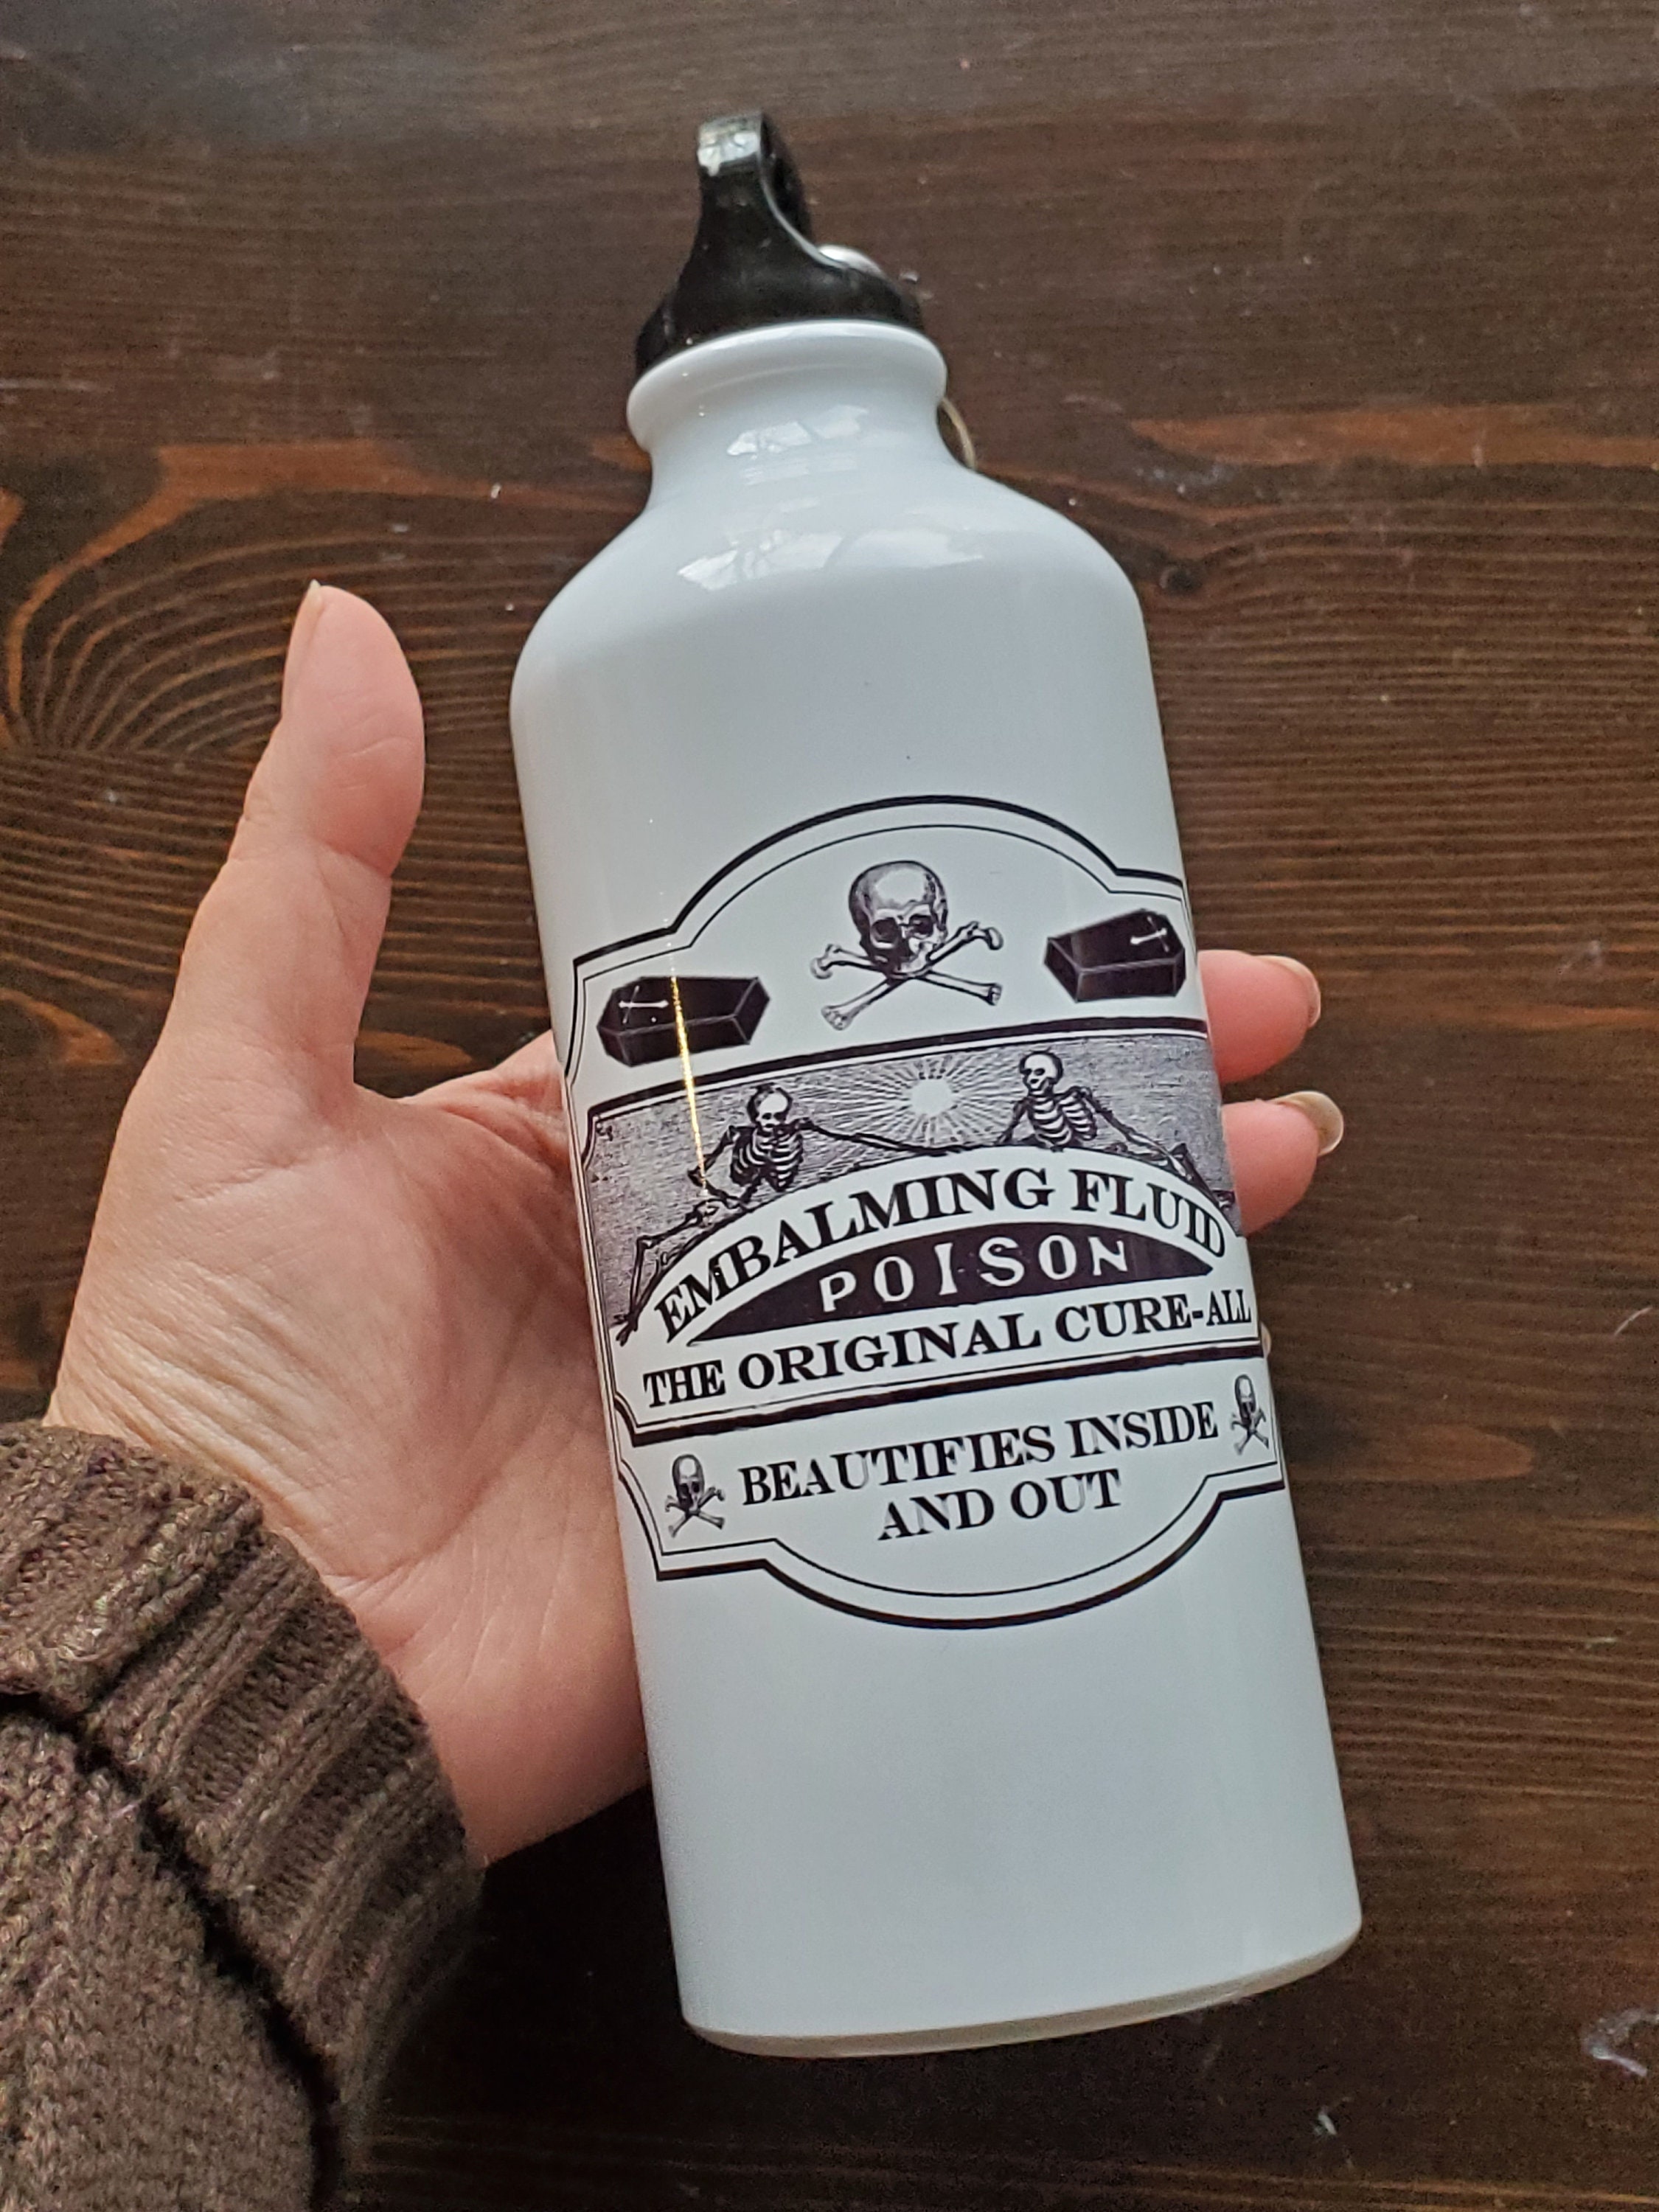 EMBALMING FLUID
POISON
THE ORIGINAL CURE-ALL
BEAUTIFIES INSIDE
AND OUT